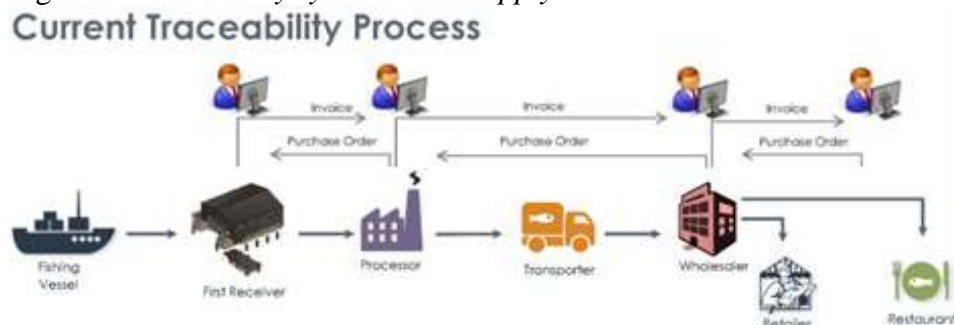 Current Traceability Process
Invoice
Invoice
Invoice
Purchase Order
Purchase Order
Purchase Order
Fishing
Vessel
First Receiver
Processor
Transporter
Wholesaler
Retailer
Restaurant